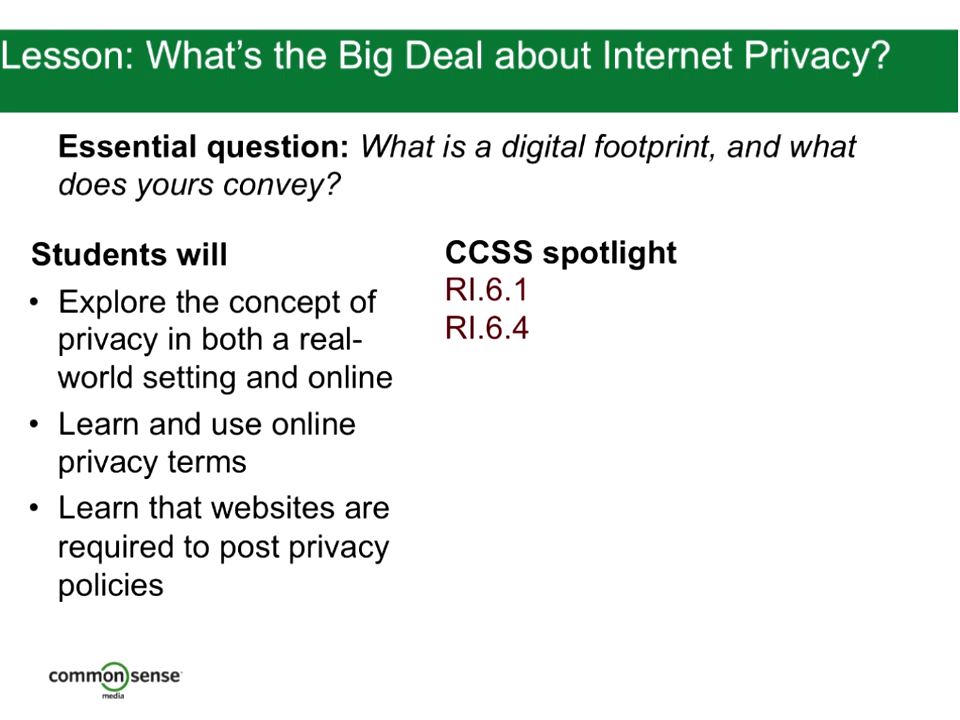 Lesson: What’s the Big Deal about Internet Privacy?
Essential question: What is a digital footprint, and what
does yours convey?
Students will
• Explore the concept of
privacy in both a real-
world setting and online
• Learn and use online
privacy terms
• Learn that websites are
required to post privacy
policies
CCSS spotlight
RI.6.1
RI.6.4
common sense
media